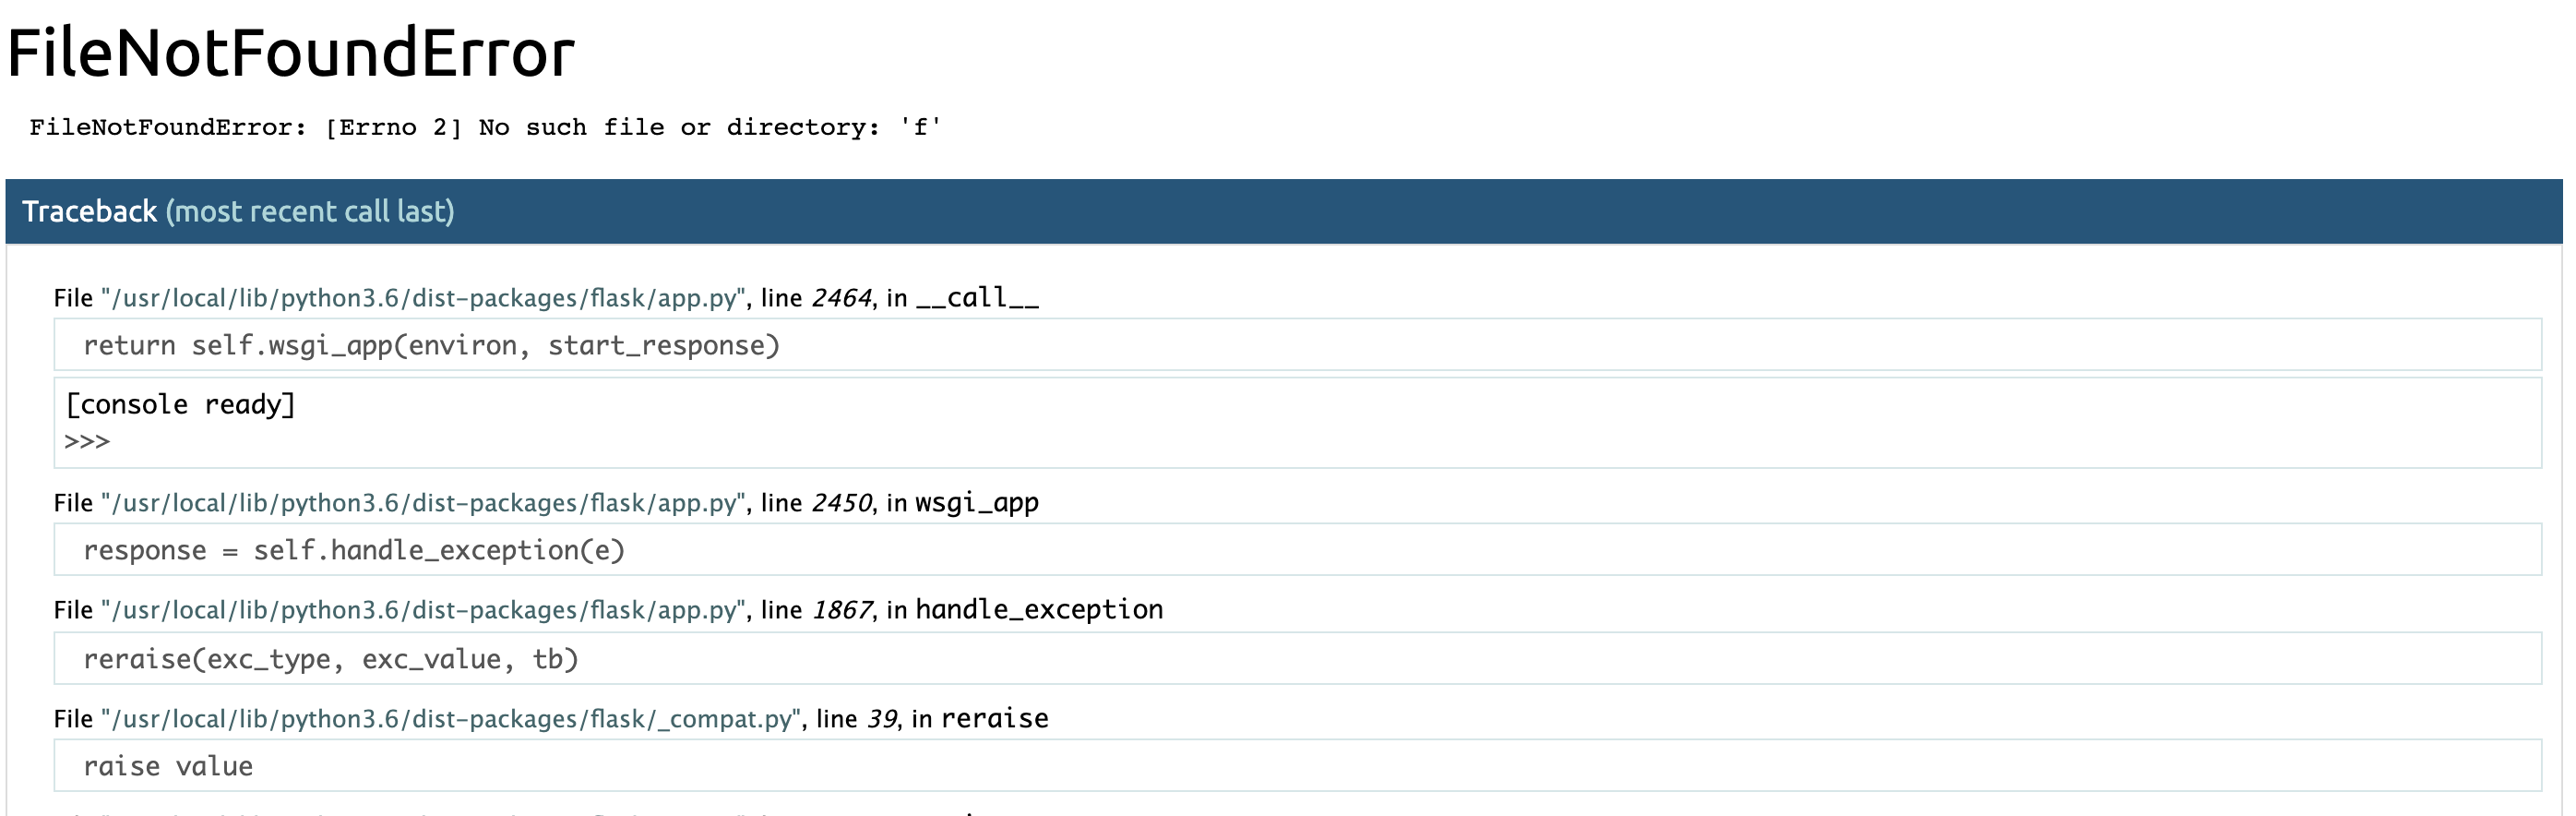 FileNotFoundError
FileNotFoundError: [Errno 2] No such file or directory: 'f'
Traceback (most recent call last)
File "/usr/local/lib/python3.6/dist-packages/flask/app.py", line 2464, in __call__
return self.wsgi_app(environ, start_response)
[console ready]
>>>
File "/usr/local/lib/python3.6/dist-packages/flask/app.py", line 2450, in wsgi_app
response = self.handle_exception(e)
File "/usr/local/lib/python3.6/dist-packages/flask/app.py", line 1867, in handle_exception
reraise(exc_type, exc_value, tb)
File "/usr/local/lib/python3.6/dist-packages/flask/_compat.py", line 39, in reraise
raise value